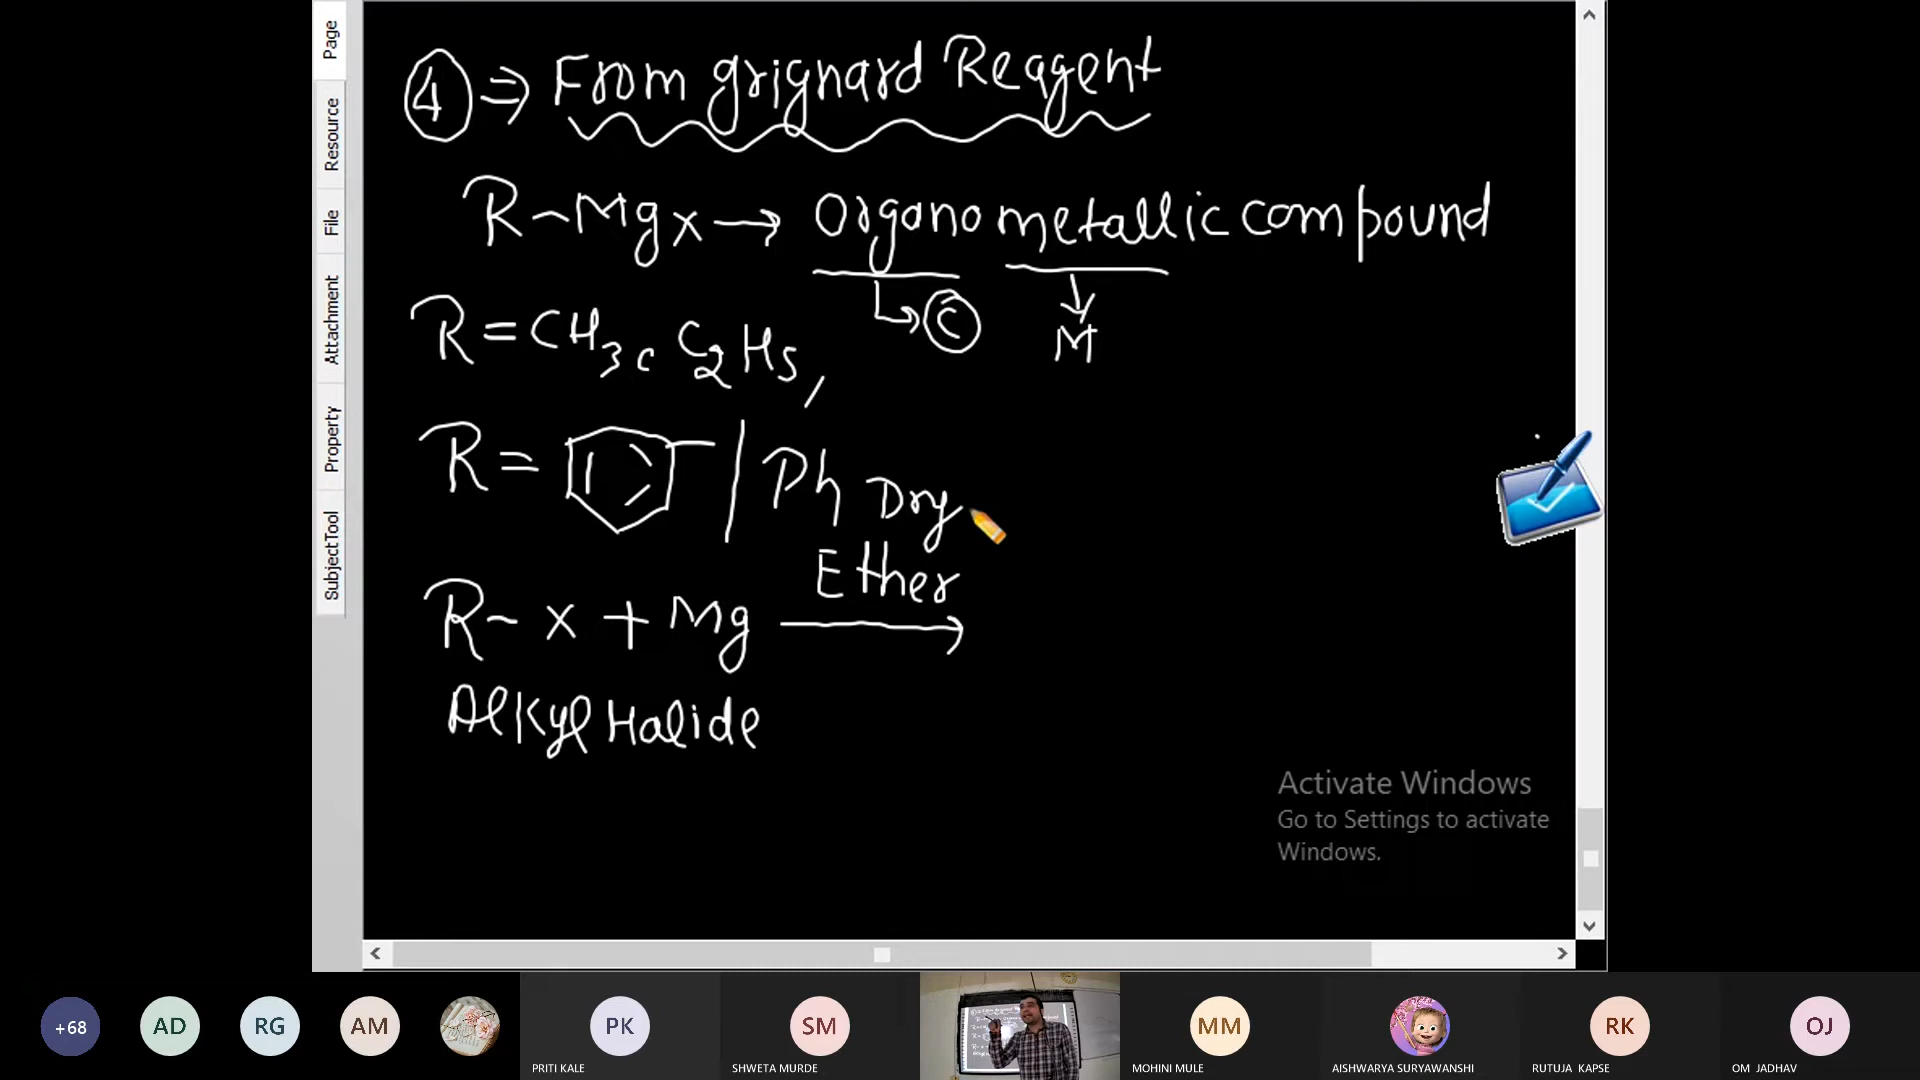 Page
Resource
File
Attachment
Property
SubjectTool
④ ⇒ From grignard Reagent
R-Mgx → Organo metallic compound
C M
R = CH3, C2H5,
R = | Ph
Dry
Ether
R-x + Mg →
Alkyl Halide
Activate Windows
Go to Settings to activate
Windows.
+68
AD
RG
AM
PK
PRITI KALE
SM
SHWETA MURDE
MM
MOHINI MULE
AISHWARYA SURYAWANSHI
RK
RUTUJA KAPSE
OJ
OM JADHAV